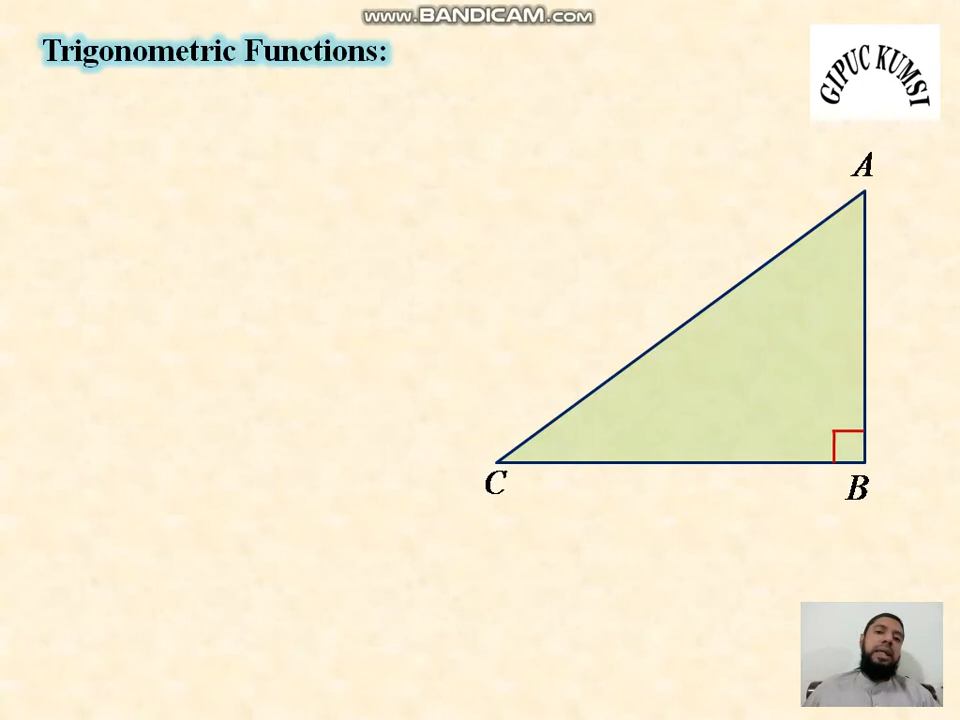 www.BANDICAM.com
Trigonometric Functions:
GIPUC KUMSI
A
C
B